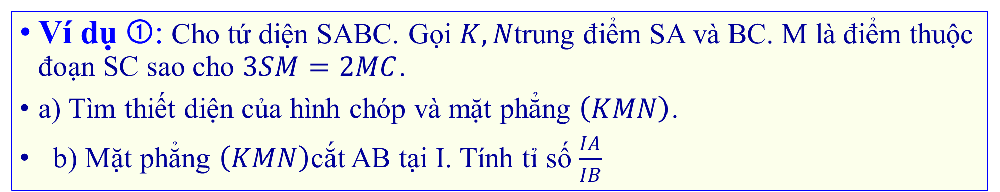 • Ví dụ ①: Cho tứ diện SABC. Gọi K, Ntrung điểm SA và BC. M là điểm thuộc
đoạn SC sao cho 3SM = 2MC.
• a) Tìm thiết diện của hình chóp và mặt phẳng (KMN).
• b) Mặt phẳng (KMN)cắt AB tại I. Tính tỉ số IA/IB